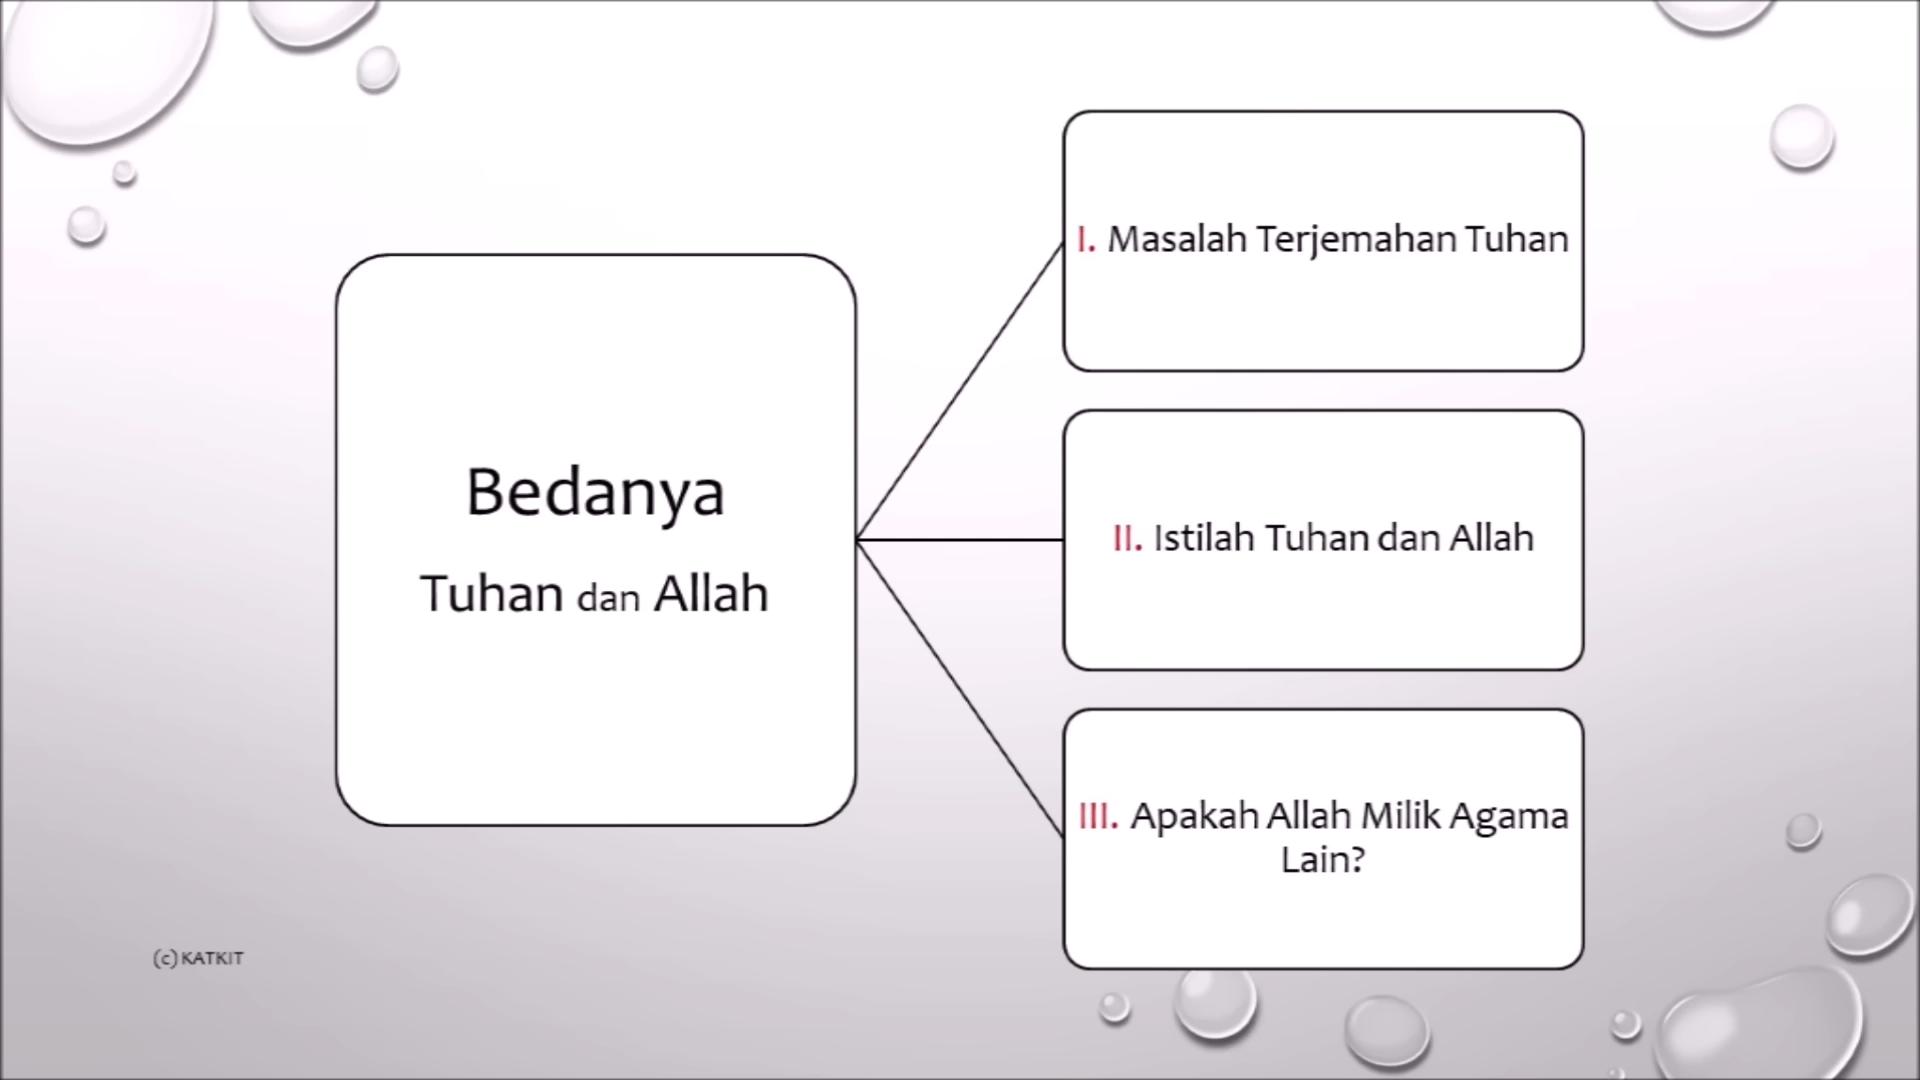 Bedanya
Tuhan dan Allah
I. Masalah Terjemahan Tuhan
II. Istilah Tuhan dan Allah
III. Apakah Allah Milik Agama
Lain?
(c) KATKIT